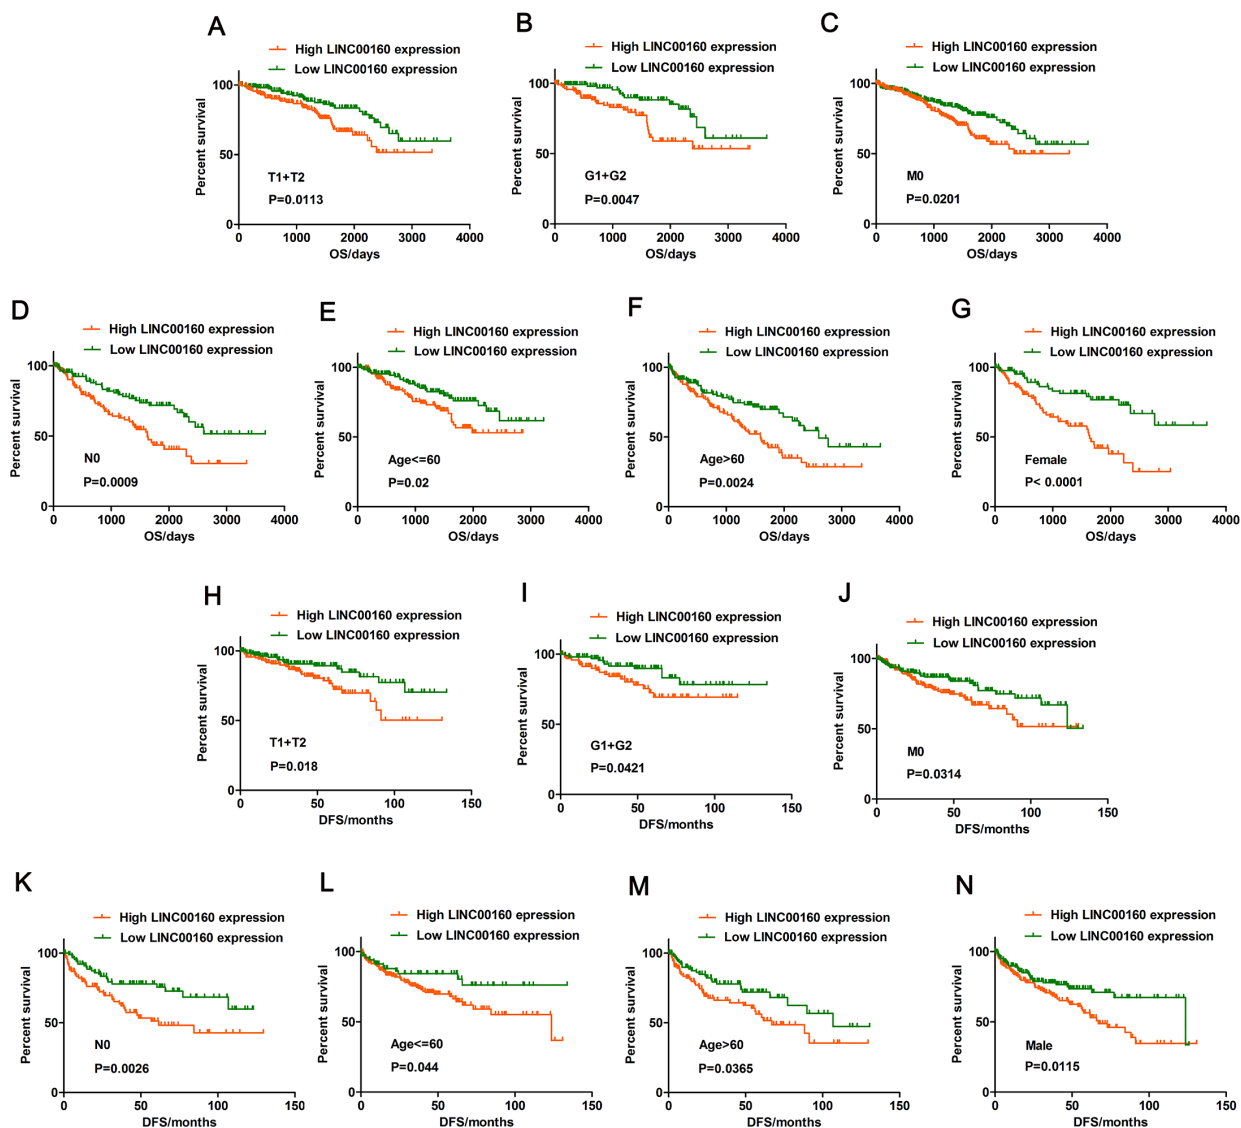 A
High LINC00160 expression
Low LINC00160 expression
Percent survival
100
50
0
T1+T2
P=0.0113
0 1000 2000 3000 4000
OS/days
B
High LINC00160 expression
Low LINC00160 expression
Percent survival
100
50
0
G1+G2
P=0.0047
0 1000 2000 3000 4000
OS/days
C
High LINC00160 expression
Low LINC00160 expression
Percent survival
100
50
0
M0
P=0.0201
0 1000 2000 3000 4000
OS/days
D
High LINC00160 expression
Low LINC00160 expression
Percent survival
100
50
0
N0
P=0.0009
0 1000 2000 3000 4000
OS/days
E
High LINC00160 expression
Low LINC00160 expression
Percent survival
100
50
0
Age<=60
P=0.02
0 1000 2000 3000 4000
OS/days
F
High LINC00160 expression
Low LINC00160 expression
Percent survival
100
50
0
Age>60
P=0.0024
0 1000 2000 3000 4000
OS/days
G
High LINC00160 expression
Low LINC00160 expression
Percent survival
100
50
0
Female
P< 0.0001
0 1000 2000 3000 4000
OS/days
H
High LINC00160 expression
Low LINC00160 expression
Percent survival
100
50
0
T1+T2
P=0.018
0 50 100 150
DFS/months
I
High LINC00160 expression
Low LINC00160 expression
Percent survival
100
50
0
G1+G2
P=0.0421
0 50 100 150
DFS/months
J
High LINC00160 expression
Low LINC00160 expression
Percent survival
100
50
0
M0
P=0.0314
0 50 100 150
DFS/months
K
High LINC00160 expression
Low LINC00160 expression
Percent survival
100
50
0
N0
P=0.0026
0 50 100 150
DFS/months
L
High LINC00160 epression
Low LINC00160 expression
Percent survival
100
50
0
Age<=60
P=0.044
0 50 100 150
DFS/months
M
High LINC00160 expression
Low LINC00160 expression
Percent survival
100
50
0
Age>60
P=0.0365
0 50 100 150
DFS/months
N
High LINC00160 expression
Low LINC00160 expression
Percent survival
100
50
0
Male
P=0.0115
0 50 100 150
DFS/months